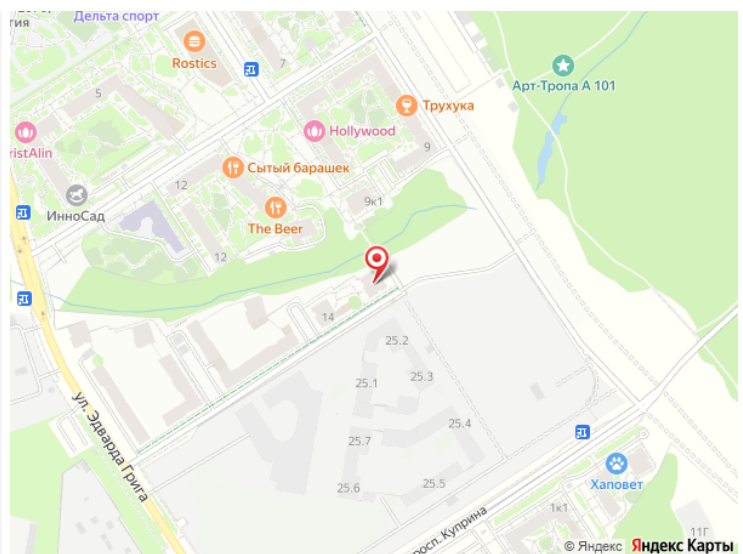 Дельта спорт
тия
Rostics
7
Арт-Тропа А 101
5
Трухука
Hollywood
ristAlin
9
Сытый барашек
12
9к1
ИнноСад
The Beer
12
14
25.2
25.1
25.3
ул. Эдварда Грига
25.4
25.7
25.6
25.5
Хаповет
1к1
просп. Куприна
11Г
© Яндекс Яндекс Карты